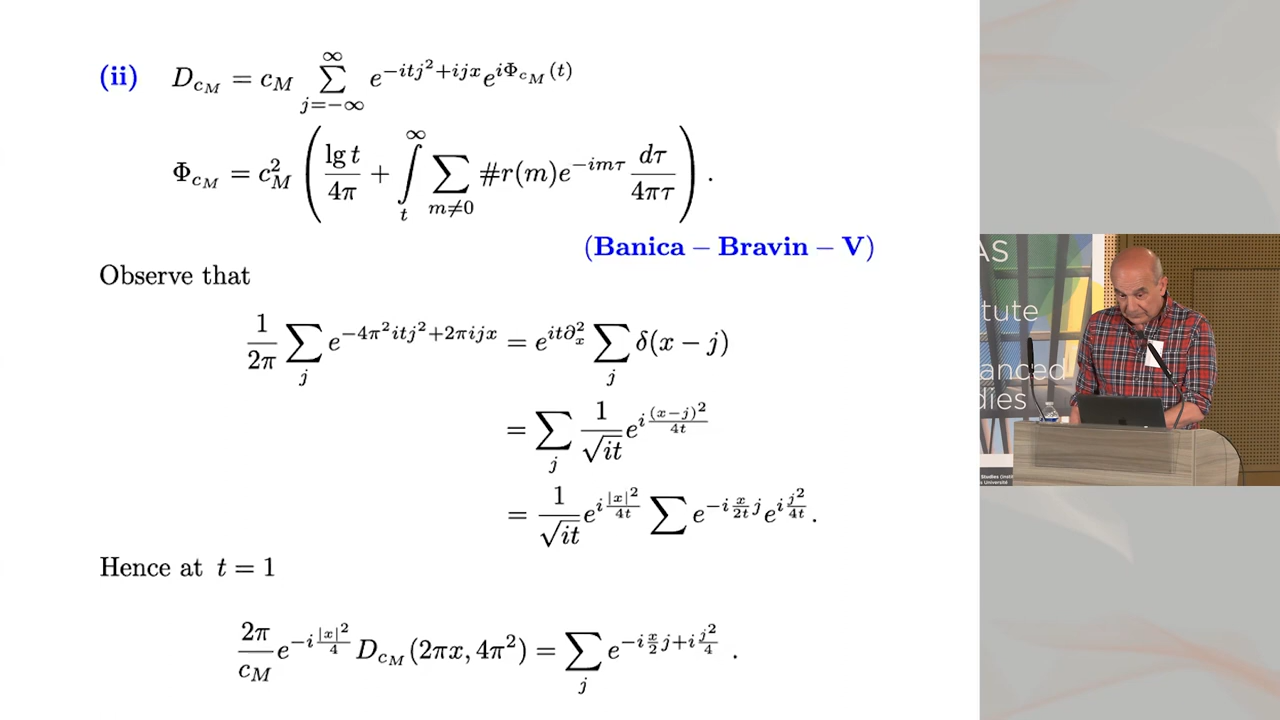 (ii) D_{c_M} = c_M \sum_{j=-\infty}^{\infty} e^{-itj^2+ijx} e^{i\Phi_{c_M}(t)}
\Phi_{c_M} = c_M^2 \left( \frac{\lg t}{4\pi} + \int_t^{\infty} \sum_{m \neq 0} \#r(m) e^{-im\tau} \frac{d\tau}{4\pi\tau} \right) .
(Banica – Bravin – V)
Observe that
\frac{1}{2\pi} \sum_j e^{-4\pi^2 itj^2+2\pi ijx} = e^{it\partial_x^2} \sum_j \delta(x - j)
= \sum_j \frac{1}{\sqrt{it}} e^{i\frac{(x-j)^2}{4t}}
= \frac{1}{\sqrt{it}} e^{i\frac{|x|^2}{4t}} \sum e^{-i\frac{x}{2t}j} e^{i\frac{j^2}{4t}} .
Hence at t = 1
\frac{2\pi}{c_M} e^{-i\frac{|x|^2}{4}} D_{c_M}(2\pi x, 4\pi^2) = \sum_j e^{-i\frac{x}{2}j+i\frac{j^2}{4}} .
AS
itute
anced
dies